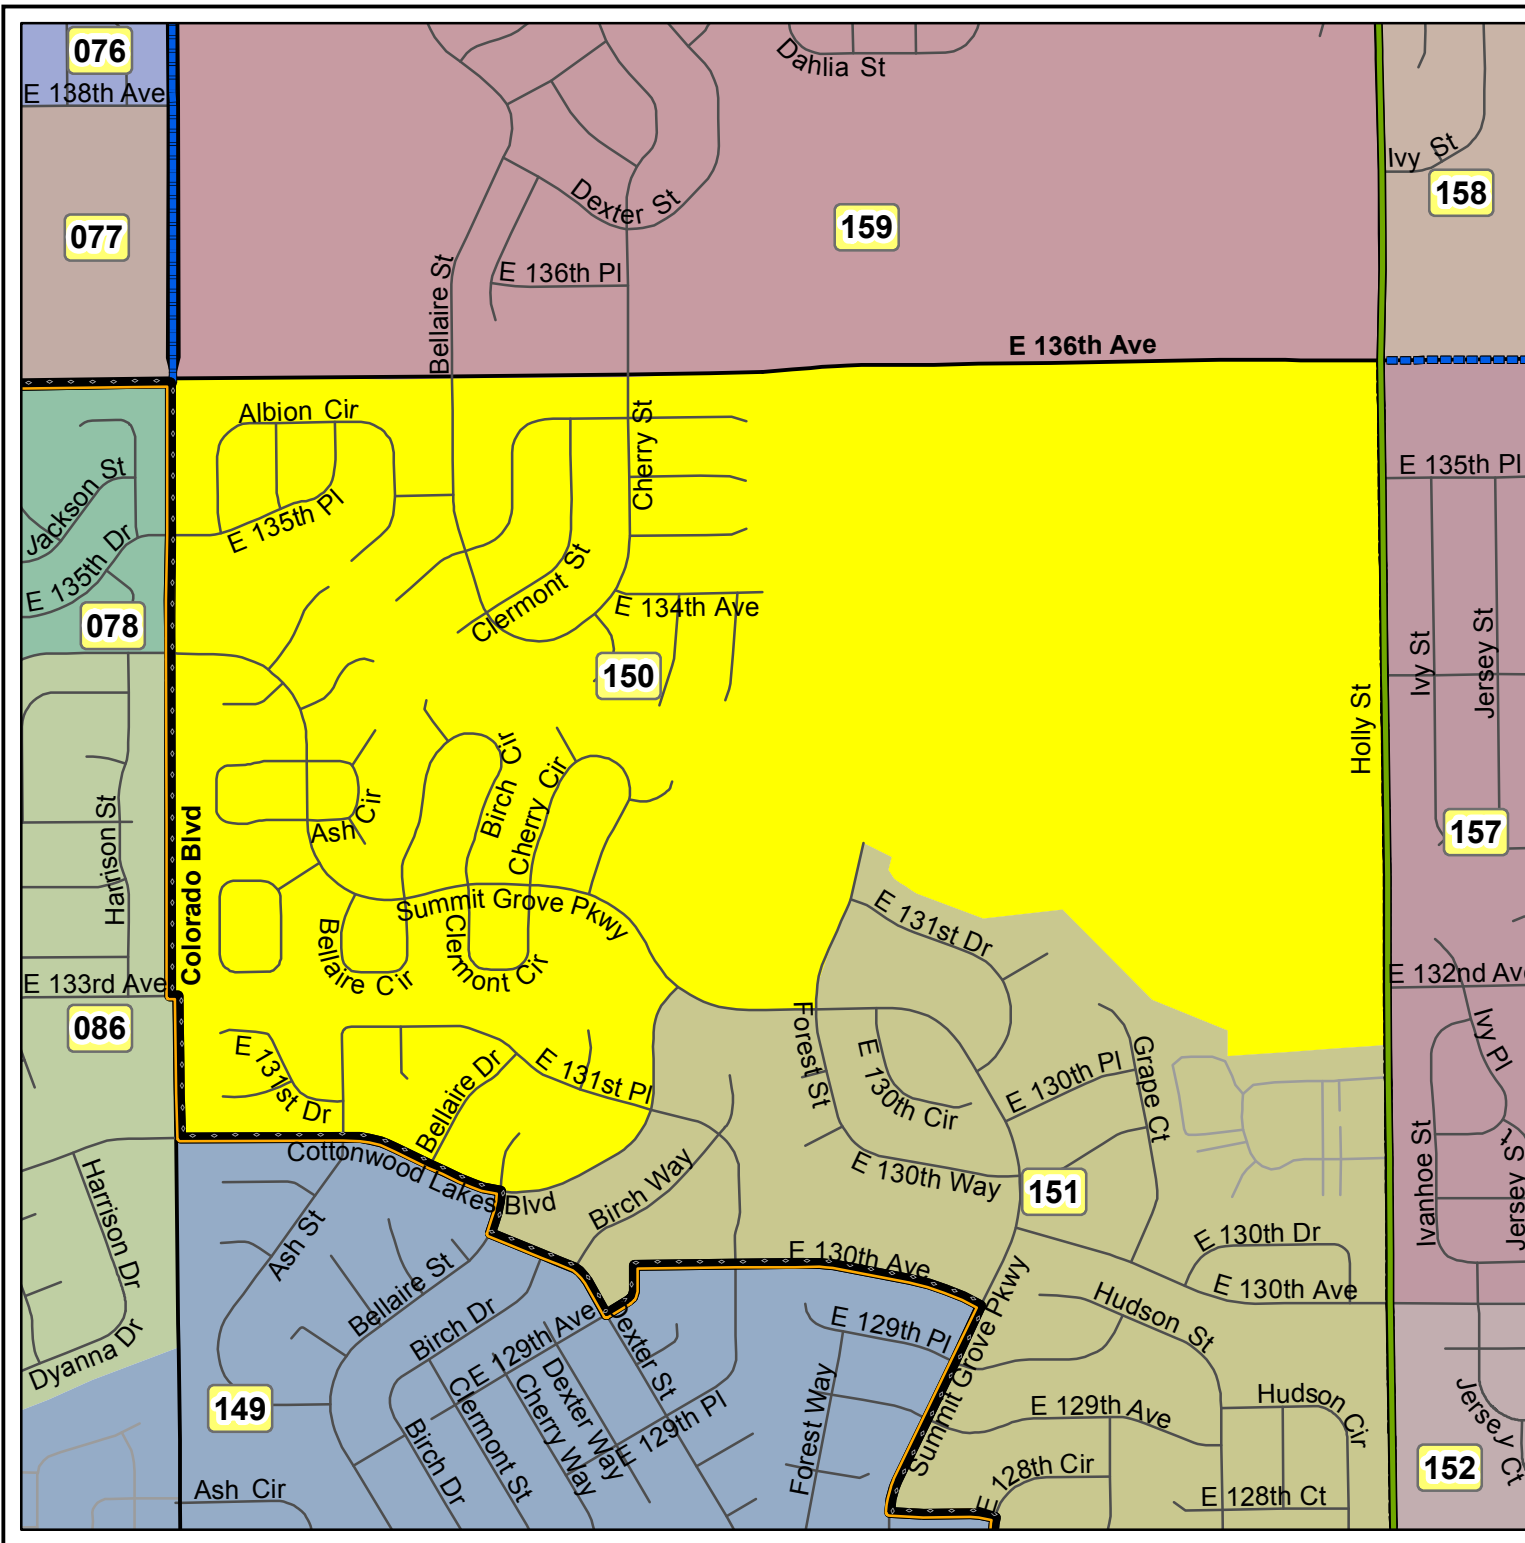 076
E 138th Ave
Dahlia St
Ivy St
158
077
159
Dexter St
Bellaire St
E 136th Pl
E 136th Ave
Albion Cir
Cherry St
Jackson St
E 135th Pl
E 135th Pl
E 135th Dr
Clermont St
E 134th Ave
078
150
Ivy St
Jersey St
Holly St
Harrison St
Colorado Blvd
Ash Cir
Birch Cir
Cherry Cir
157
Summit Grove Pkwy
Bellaire Cir
Clermont Cir
E 131st Dr
E 133rd Ave
E 132nd Ave
086
E 131st Dr
Bellaire Dr
E 131st Pl
Forest St
E 130th Cir
E 130th Pl
Grape Ct
Ivy Pl
Cottonwood Lakes Blvd
Birch Way
E 130th Way
151
Ivanhoe St
Jersey St
Harrison Dr
Ash St
Bellaire St
E 130th Ave
E 130th Dr
E 130th Ave
Dyanna Dr
Birch Dr
E 129th Ave
Dexter St
E 129th Pl
Summit Grove Pkwy
Hudson St
149
Clermont St
Cherry Way
Dexter Way
E 129th Pl
Forest Way
E 129th Ave
Hudson Cir
Jersey Ct
Birch Dr
152
Ash Cir
E 128th Cir
E 128th Ct